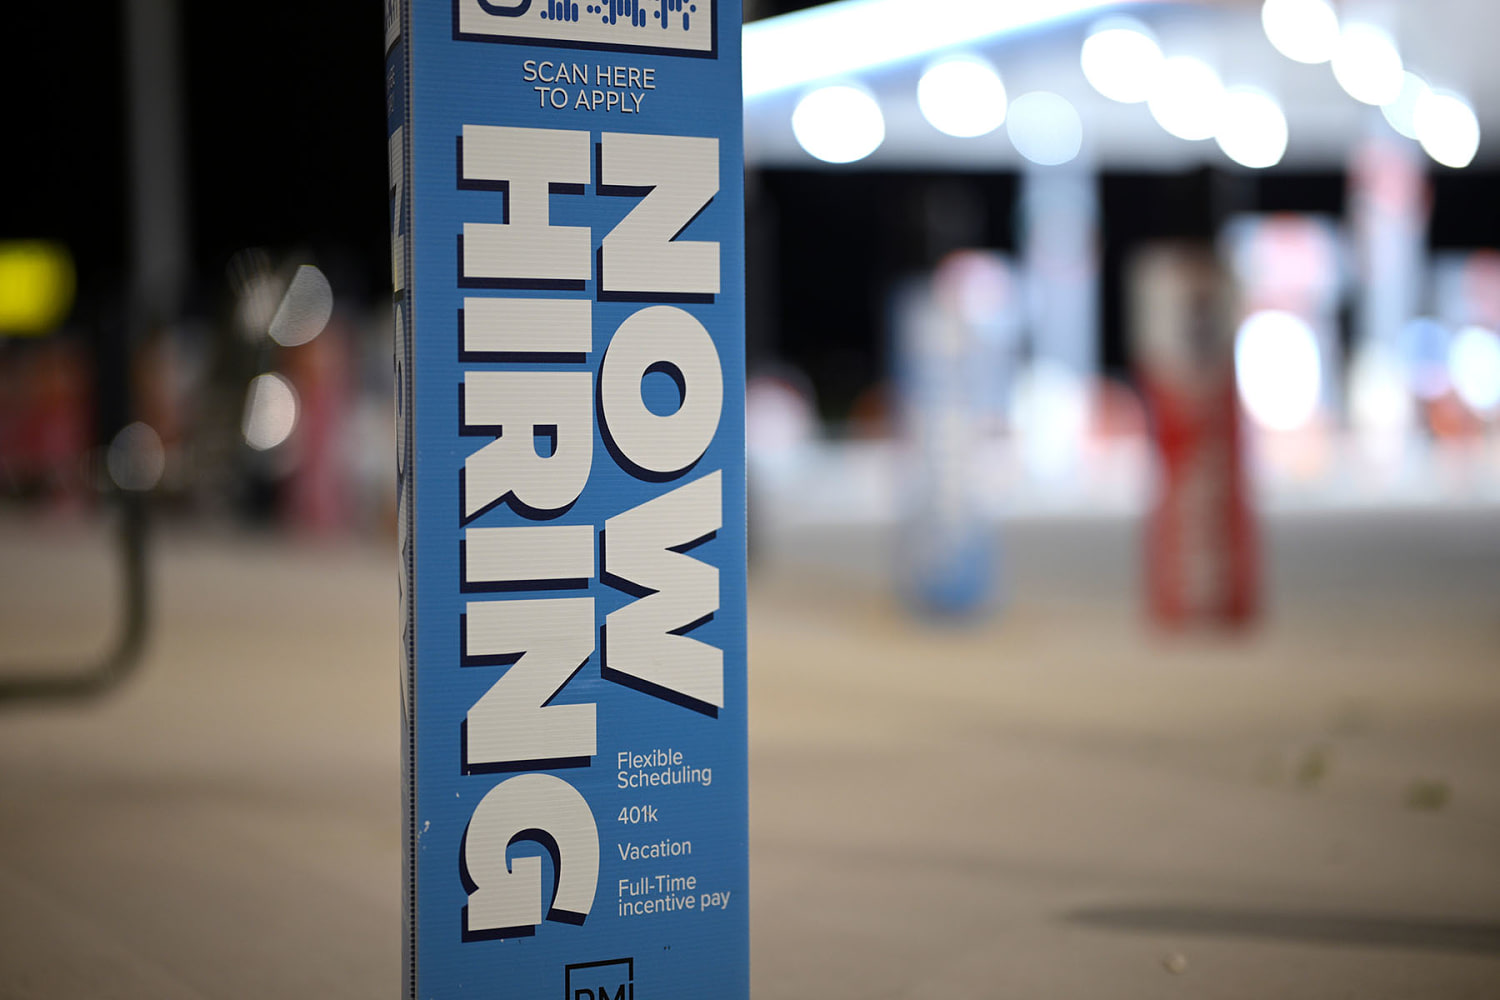 SCAN HERE
TO APPLY
NOW
HIRING
Flexible
Scheduling
401k
Vacation
Full-Time
incentive pay